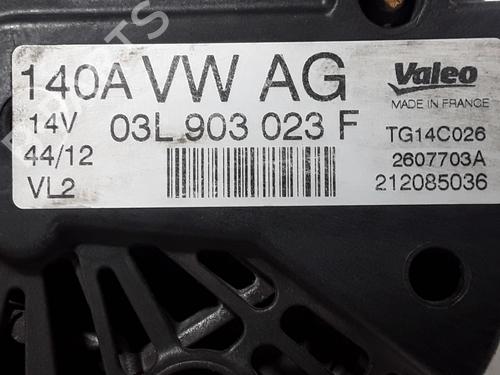 140A VW AG Valeo
MADE IN FRANCE
14V 03L 903 023 F TG14C026
44/12 2607703A
VL2 212085036